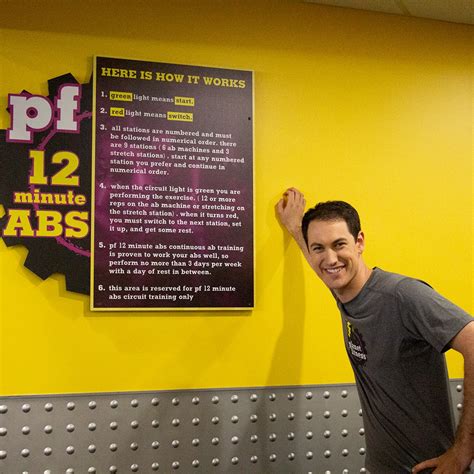 pf
12
minute
ABS
HERE IS HOW IT WORKS
1. green light means start.
2. red light means switch.
3. all stations are numbered and must
be followed in numerical order. there
are 9 stations (6 ab machines and 3
stretch stations) . start at any numbered
station you prefer and continue in
numerical order.
4. when the circuit light is green you are
performing the exercise. (12 or more
reps on the ab machine or stretching on
the stretch station) . when it turns red,
you must switch to the next station, set
it up, and get some rest.
5. pf 12 minute abs continuous ab training
is proven to work your abs well, so
perform no more than 3 days per week
with a day of rest in between.
6. this area is reserved for pf 12 minute
abs circuit training only
planet
fitness